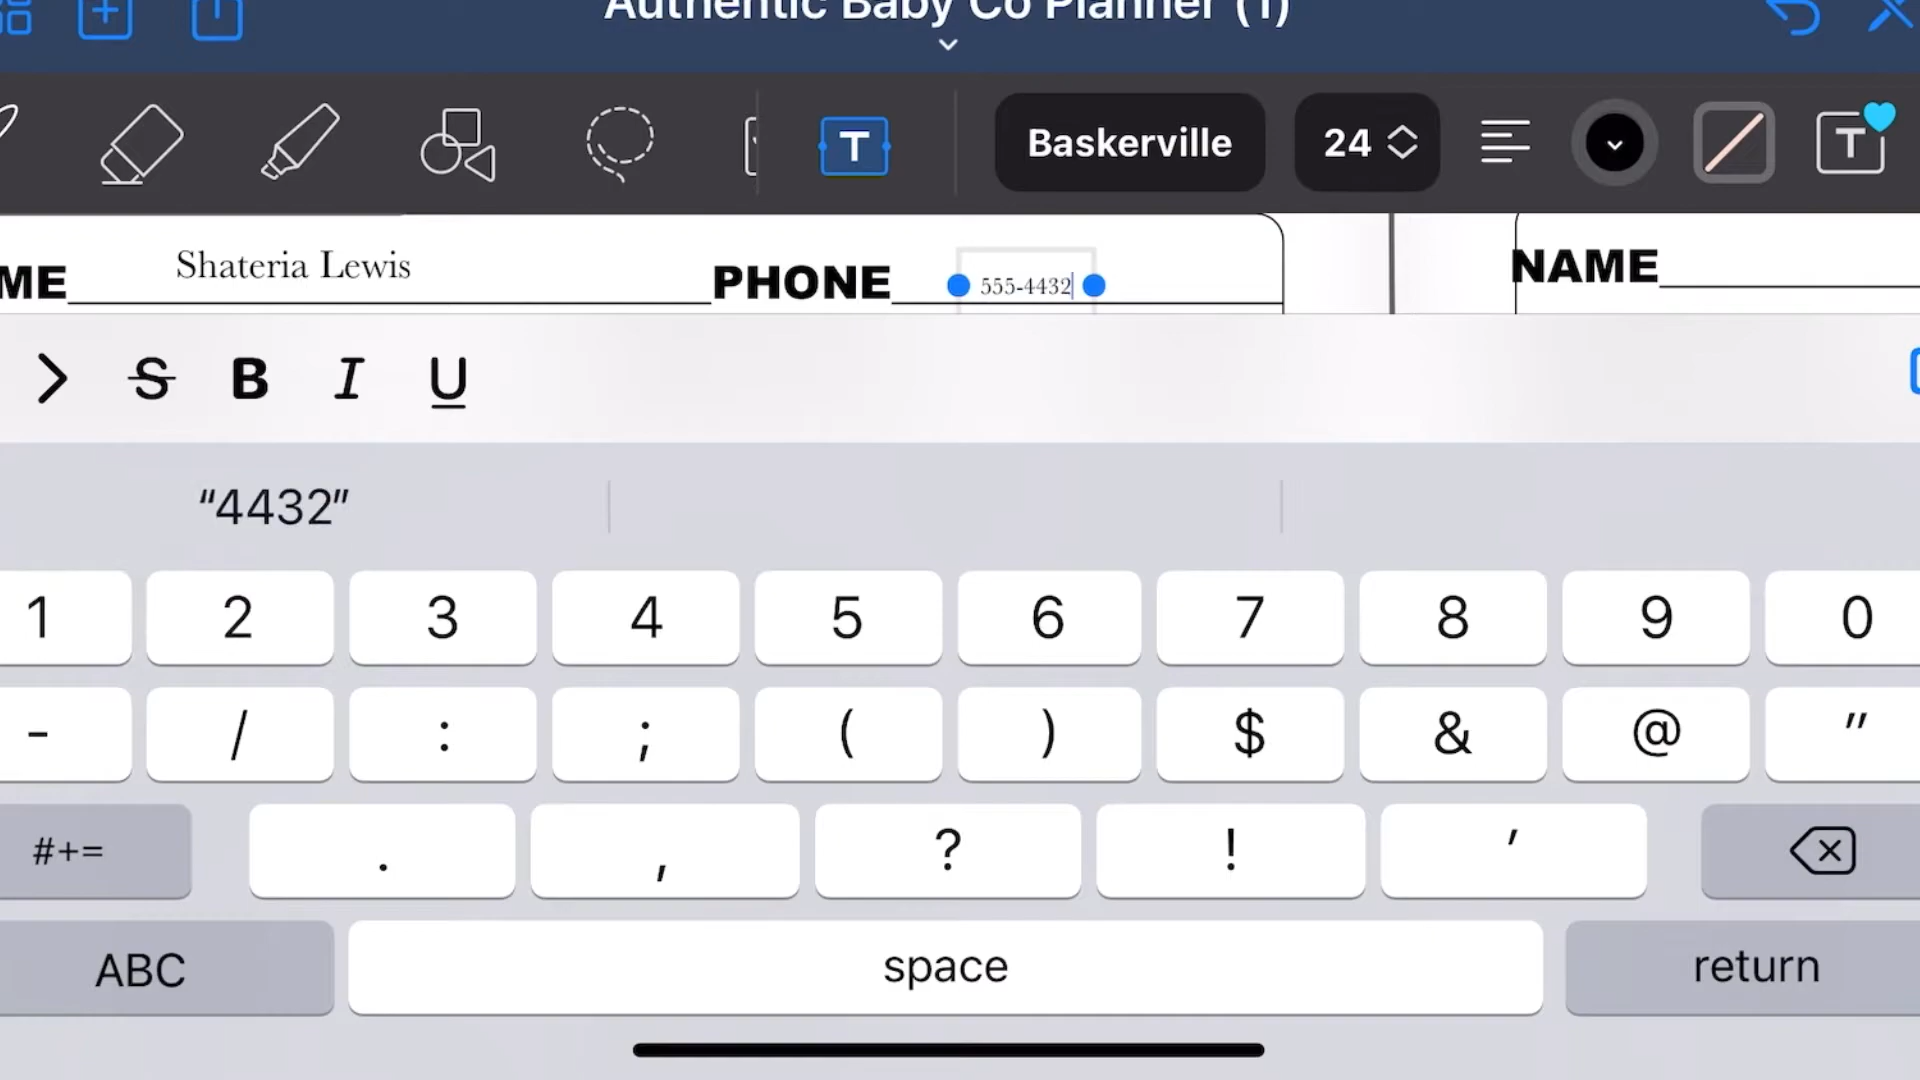 Authentic Baby Co Planner (1)
T Baskerville 24 T
ME Shateria Lewis PHONE 555-4432 NAME
S B I U
“4432”
1 2 3 4 5 6 7 8 9 0
- / : ; ( ) $ & @ "
#+= . , ? ! '
ABC space return